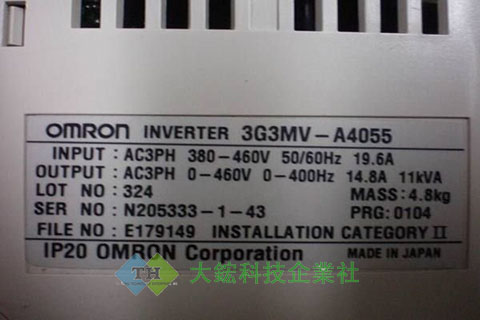 OMRON INVERTER 3G3MV-A4055
INPUT : AC3PH 380-460V 50/60Hz 19.6A
OUTPUT : AC3PH 0-460V 0-400Hz 14.8A 11kVA
LOT NO : 324 MASS: 4.8kg
SER NO : N205333-1-43 PRG: 0104
FILE NO : E179149 INSTALLATION CATEGORY II
IP20 OMRON Corporation MADE IN JAPAN
TH 大鋐科技企業社